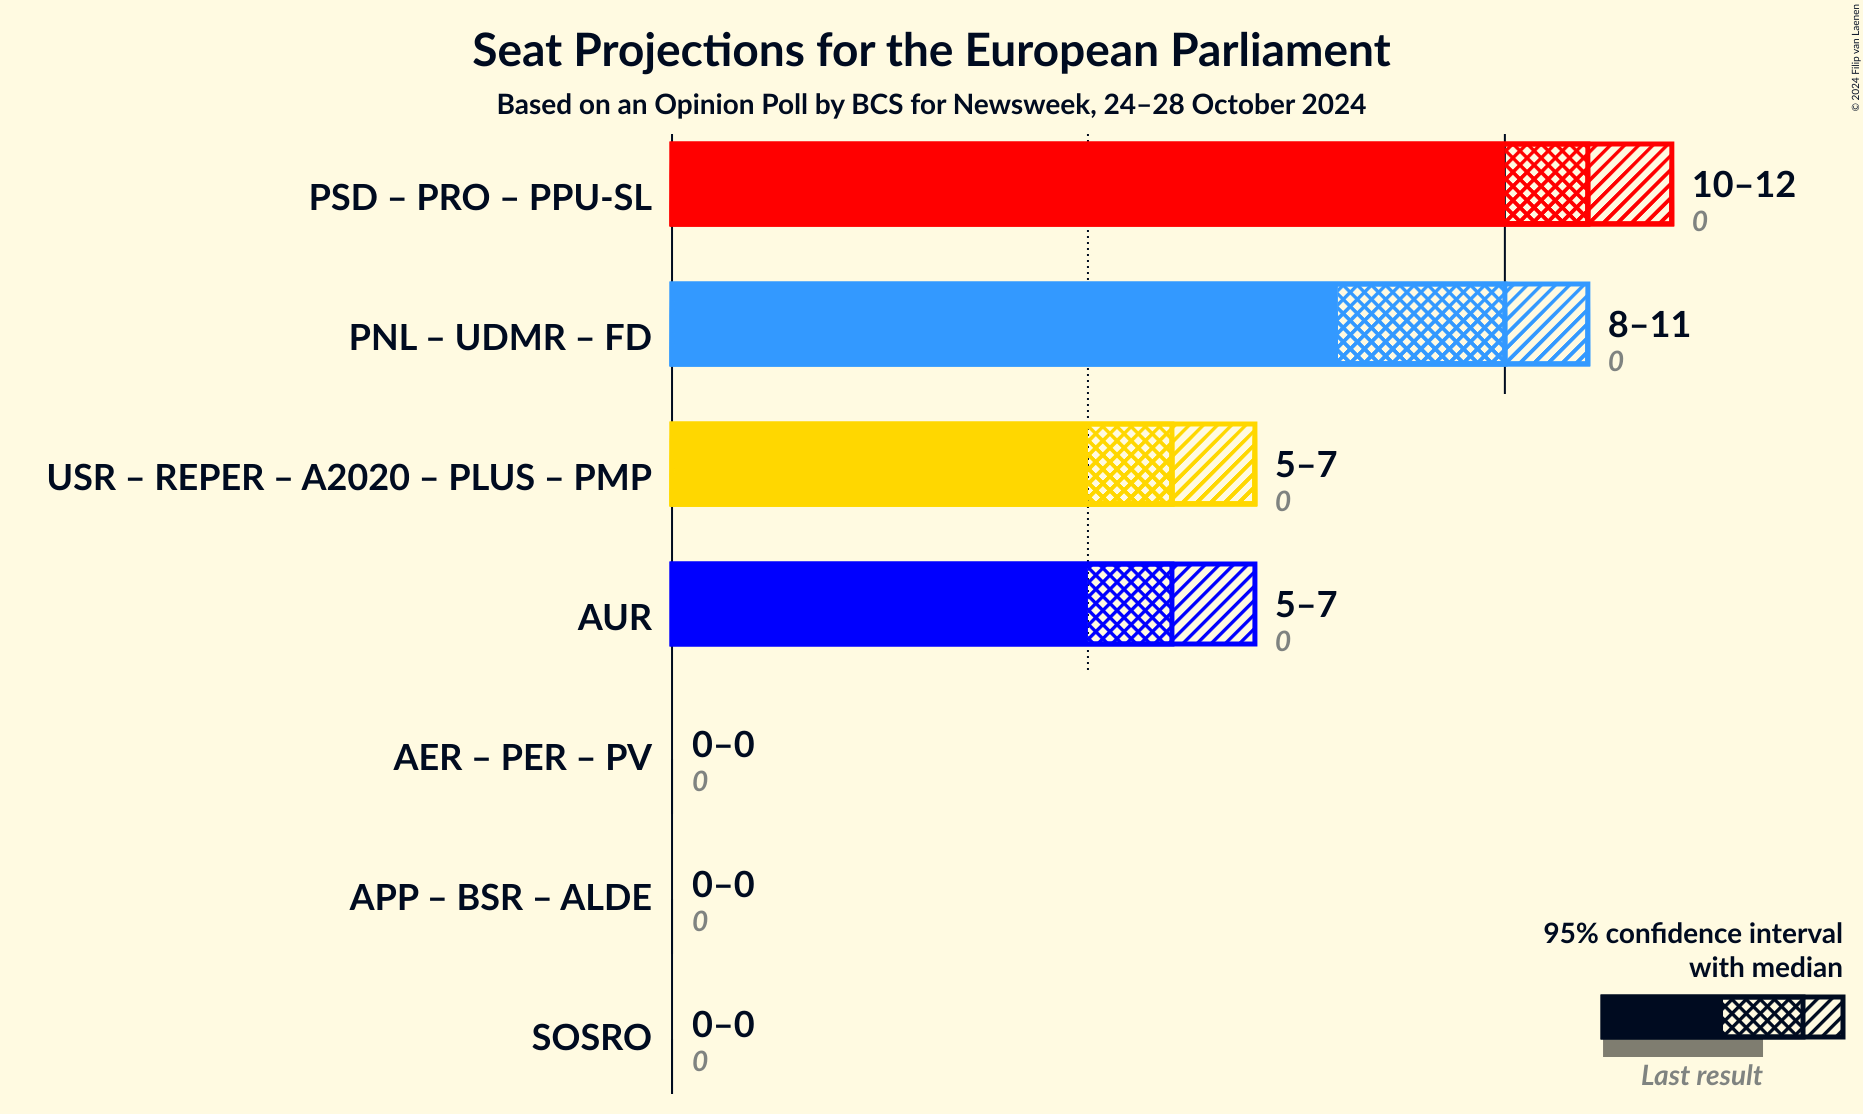 Seat Projections for the European Parliament
Based on an Opinion Poll by BCS for Newsweek, 24–28 October 2024
© 2024 Filip van Laenen
PSD – PRO – PPU-SL
10–12
0
PNL – UDMR – FD
8–11
0
USR – REPER – A2020 – PLUS – PMP
5–7
0
AUR
5–7
0
AER – PER – PV
0–0
0
APP – BSR – ALDE
0–0
0
SOSRO
0–0
0
95% confidence interval
with median
Last result